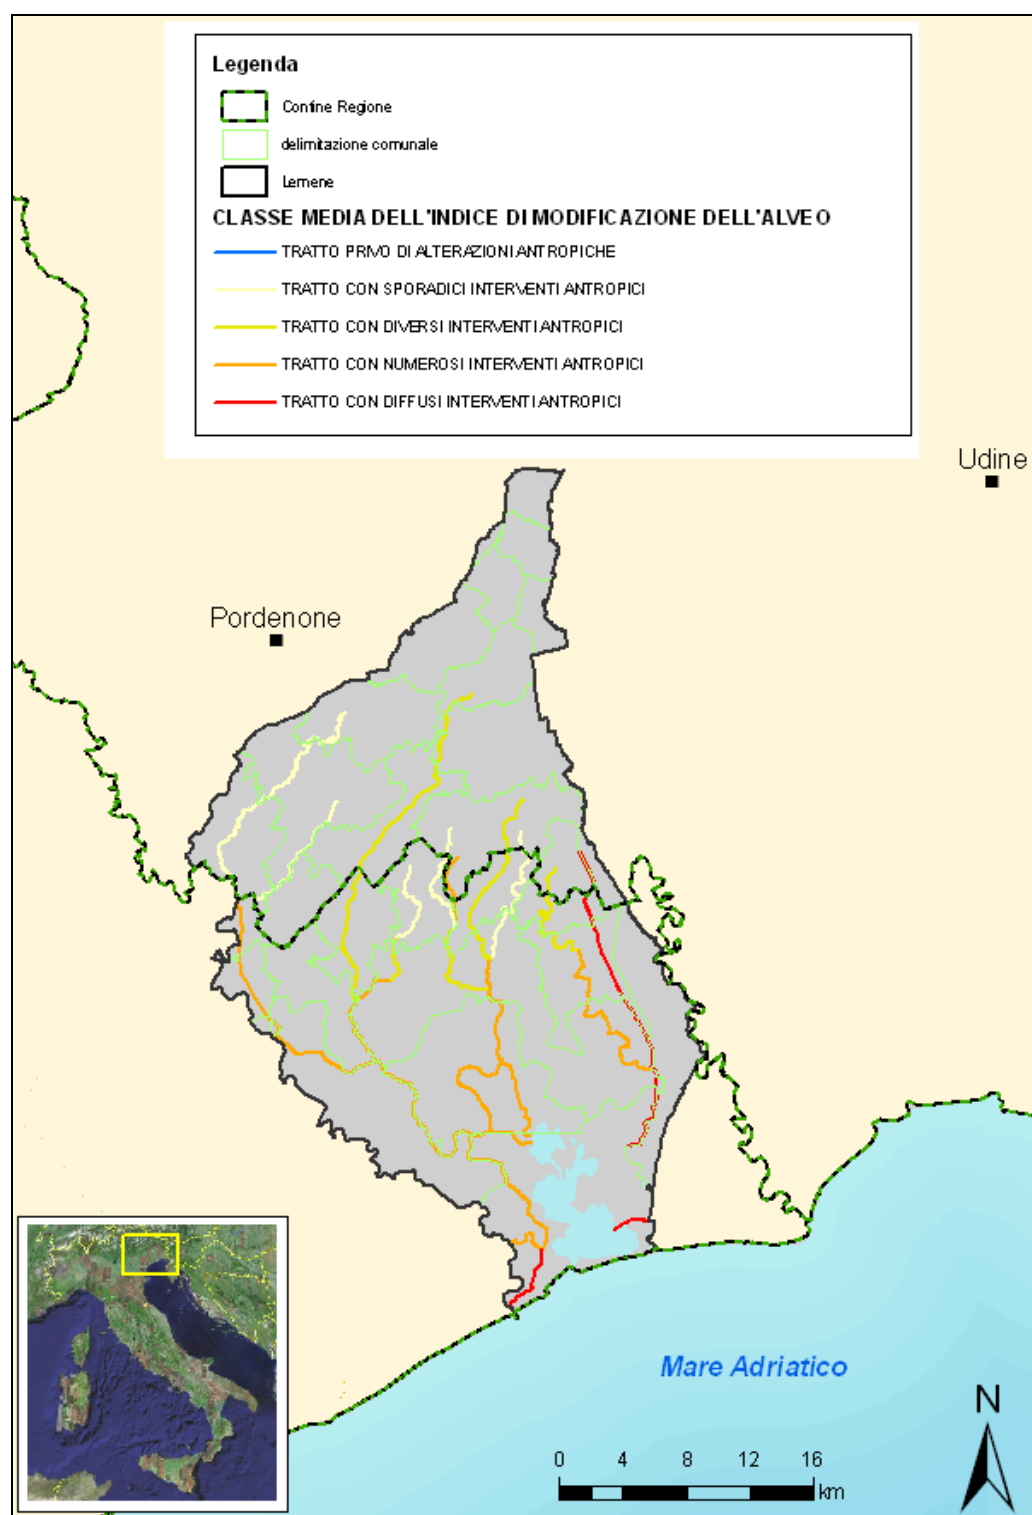 Legenda
Confine Regione
delimitazione comunale
Lemene
CLASSE MEDIA DELL'INDICE DI MODIFICAZIONE DELL'ALVEO
TRATTO PRIVO DI ALTERAZIONI ANTROPICHE
TRATTO CON SPORADICI INTERVENTI ANTROPICI
TRATTO CON DIVERSI INTERVENTI ANTROPICI
TRATTO CON NUMEROSI INTERVENTI ANTROPICI
TRATTO CON DIFFUSI INTERVENTI ANTROPICI
Udine
Pordenone
Mare Adriatico
N
0 4 8 12 16
km